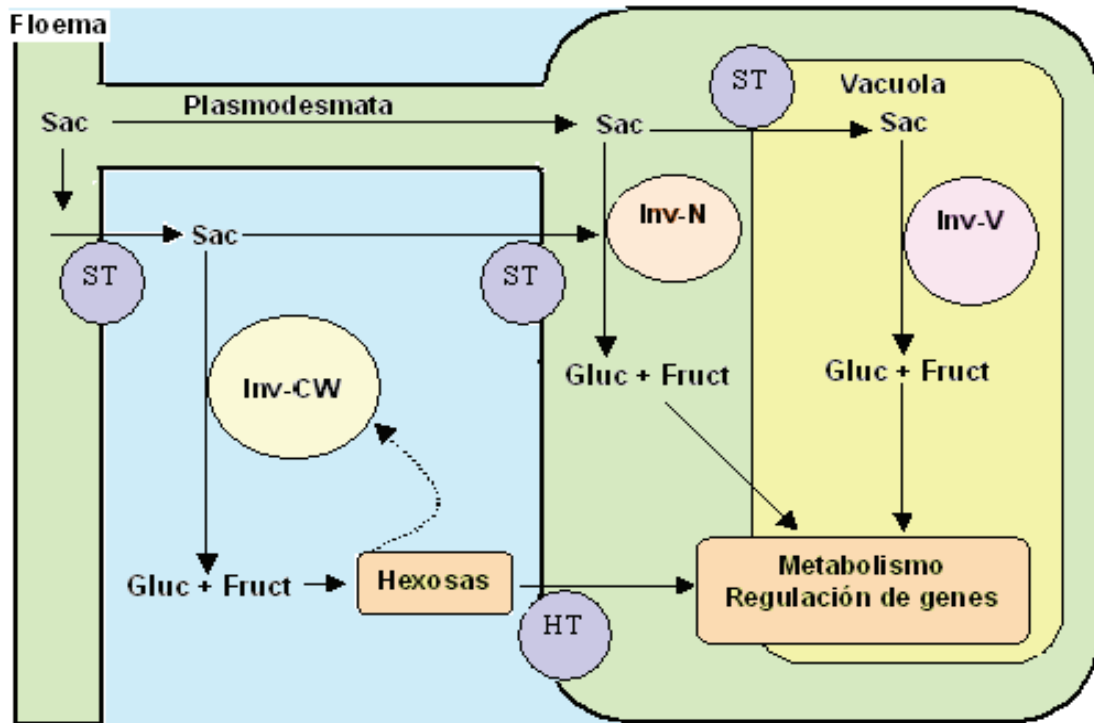 Floema
Plasmodesmata
Sac
Sac
ST
Vacuola
Sac
Inv-N
Inv-V
Sac
ST
ST
Inv-CW
Gluc + Fruct
Gluc + Fruct
Gluc + Fruct
Hexosas
HT
Metabolismo
Regulación de genes